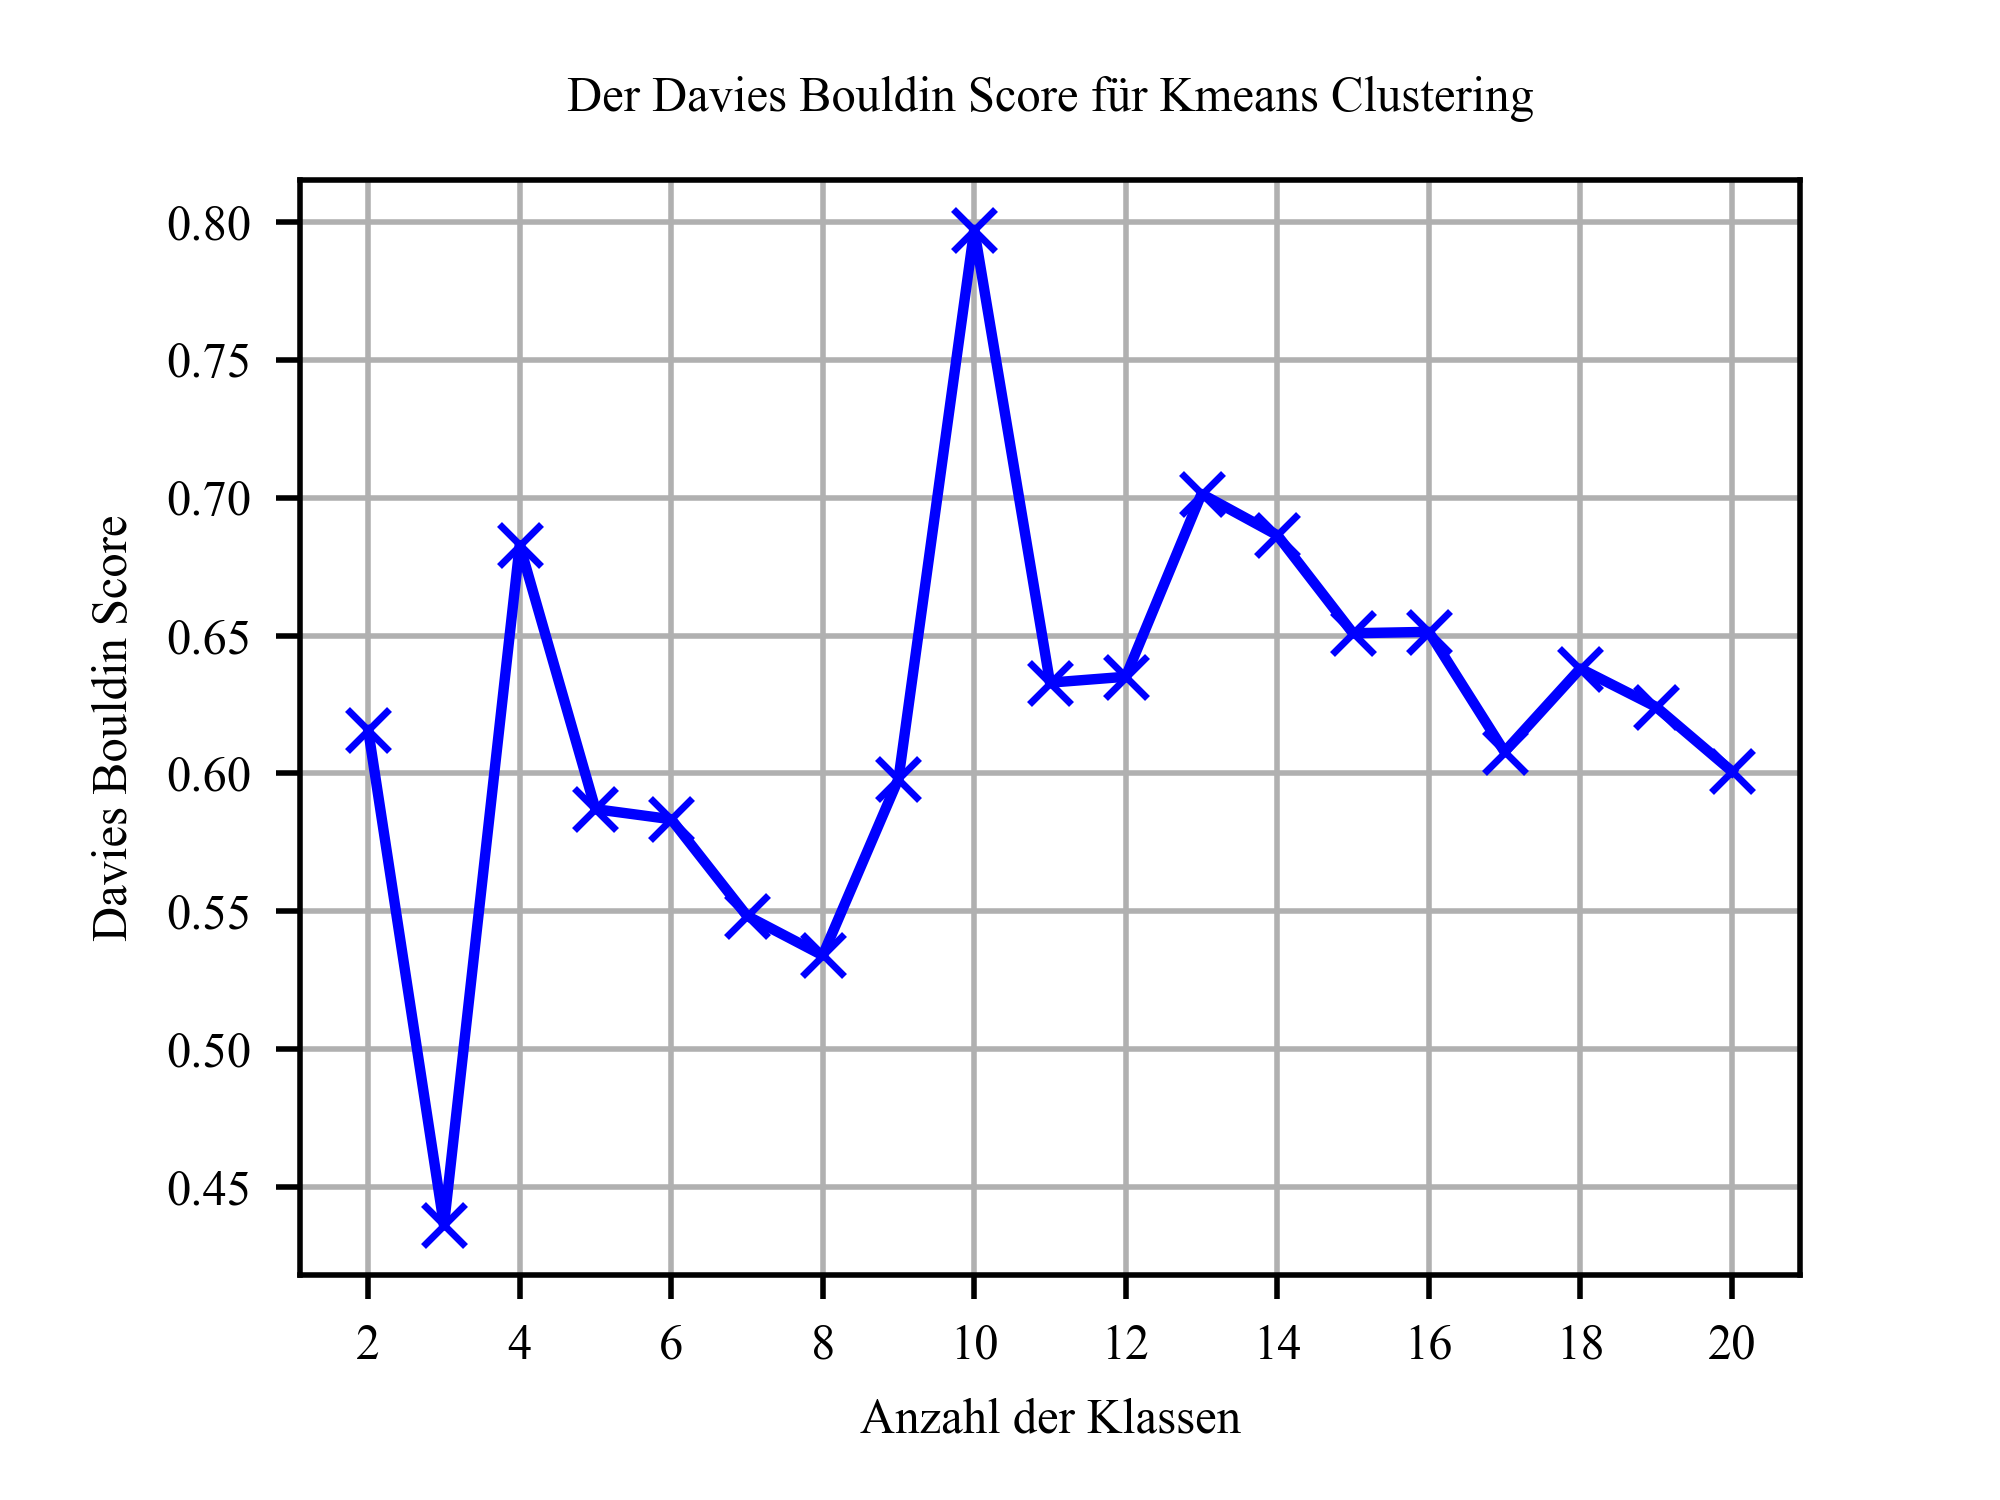 Der Davies Bouldin Score für Kmeans Clustering
0.80
0.75
0.70
0.65
0.60
0.55
0.50
0.45
Davies Bouldin Score
2 4 6 8 10 12 14 16 18 20
Anzahl der Klassen